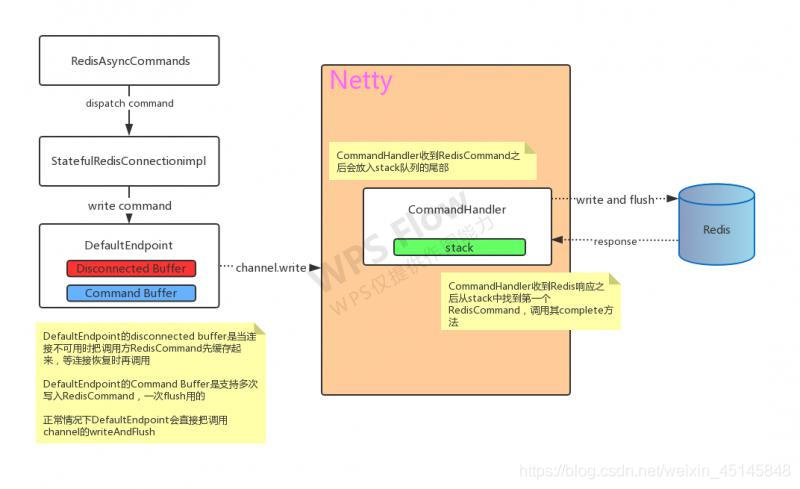 RedisAsyncCommands
dispatch command
StatefulRedisConnectionimpl
write command
DefaultEndpoint
Disconnected Buffer
Command Buffer
channel.write
DefaultEndpoint的disconnected buffer是当连
接不可用时把调用方RedisCommand先缓存起
来，等连接恢复时再调用
DefaultEndpoint的Command Buffer是支持多次
写入RedisCommand，一次flush用的
正常情况下DefaultEndpoint会直接把调用
channel的writeAndFlush
Netty
CommandHandler收到RedisCommand之
后会放入stack队列的尾部
CommandHandler
stack
write and flush
response
Redis
CommandHandler收到Redis响应之
后从stack中找到第一个
RedisCommand，调用其complete方
法
WPS Flow
WPS仅提供作图能力
https://blog.csdn.net/weixin_45145848